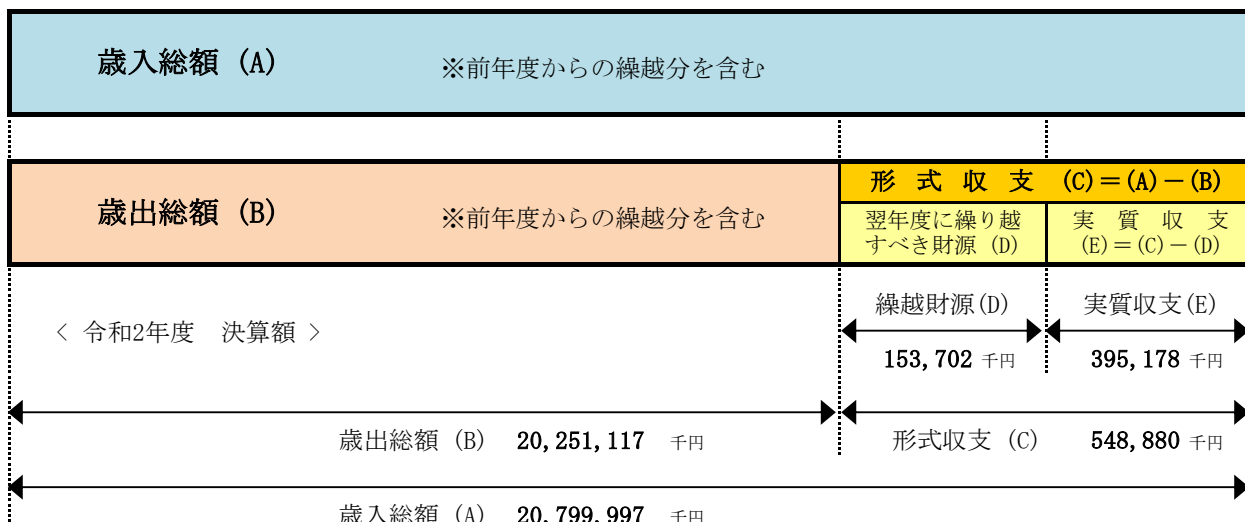 歳入総額 (A) ※前年度からの繰越分を含む
形式収支 (C)＝(A)－(B)
歳出総額 (B) ※前年度からの繰越分を含む
翌年度に繰り越
すべき財源 (D)
実質収支
(E)＝(C)－(D)
繰越財源(D) 実質収支(E)
< 令和2年度 決算額 >
153,702 千円 395,178 千円
歳出総額 (B) 20,251,117 千円 形式収支 (C) 548,880 千円
歳入総額 (A) 20,799,997 千円